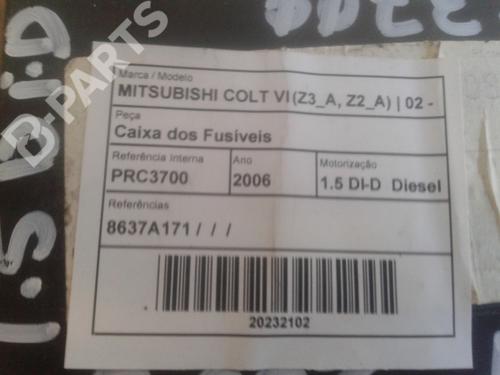 B-PARTS
Marca / Modelo
MITSUBISHI COLT VI (Z3_A, Z2_A) | 02 -
Peça
Caixa dos Fusíveis
Referência Interna Ano Motorização
PRC3700 2006 1.5 DI-D Diesel
Referências
8637A171 / / /
20232102